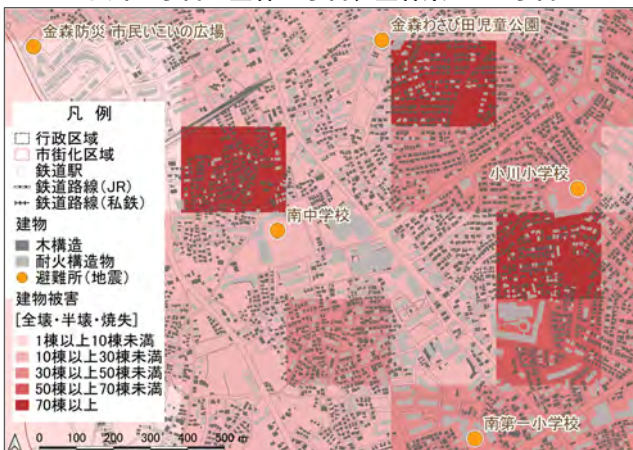 金森防災 市民いこいの広場
金森わさび田児童公園
凡 例
行政区域
市街化区域
鉄道駅
鉄道路線(JR)
鉄道路線(私鉄)
建物
木構造
耐火構造物
避難所(地震)
建物被害
[全壊・半壊・焼失]
1棟以上10棟未満
10棟以上30棟未満
30棟以上50棟未満
50棟以上70棟未満
70棟以上
小川小学校
南中学校
南第一小学校
0 100 200 300 400 500 m